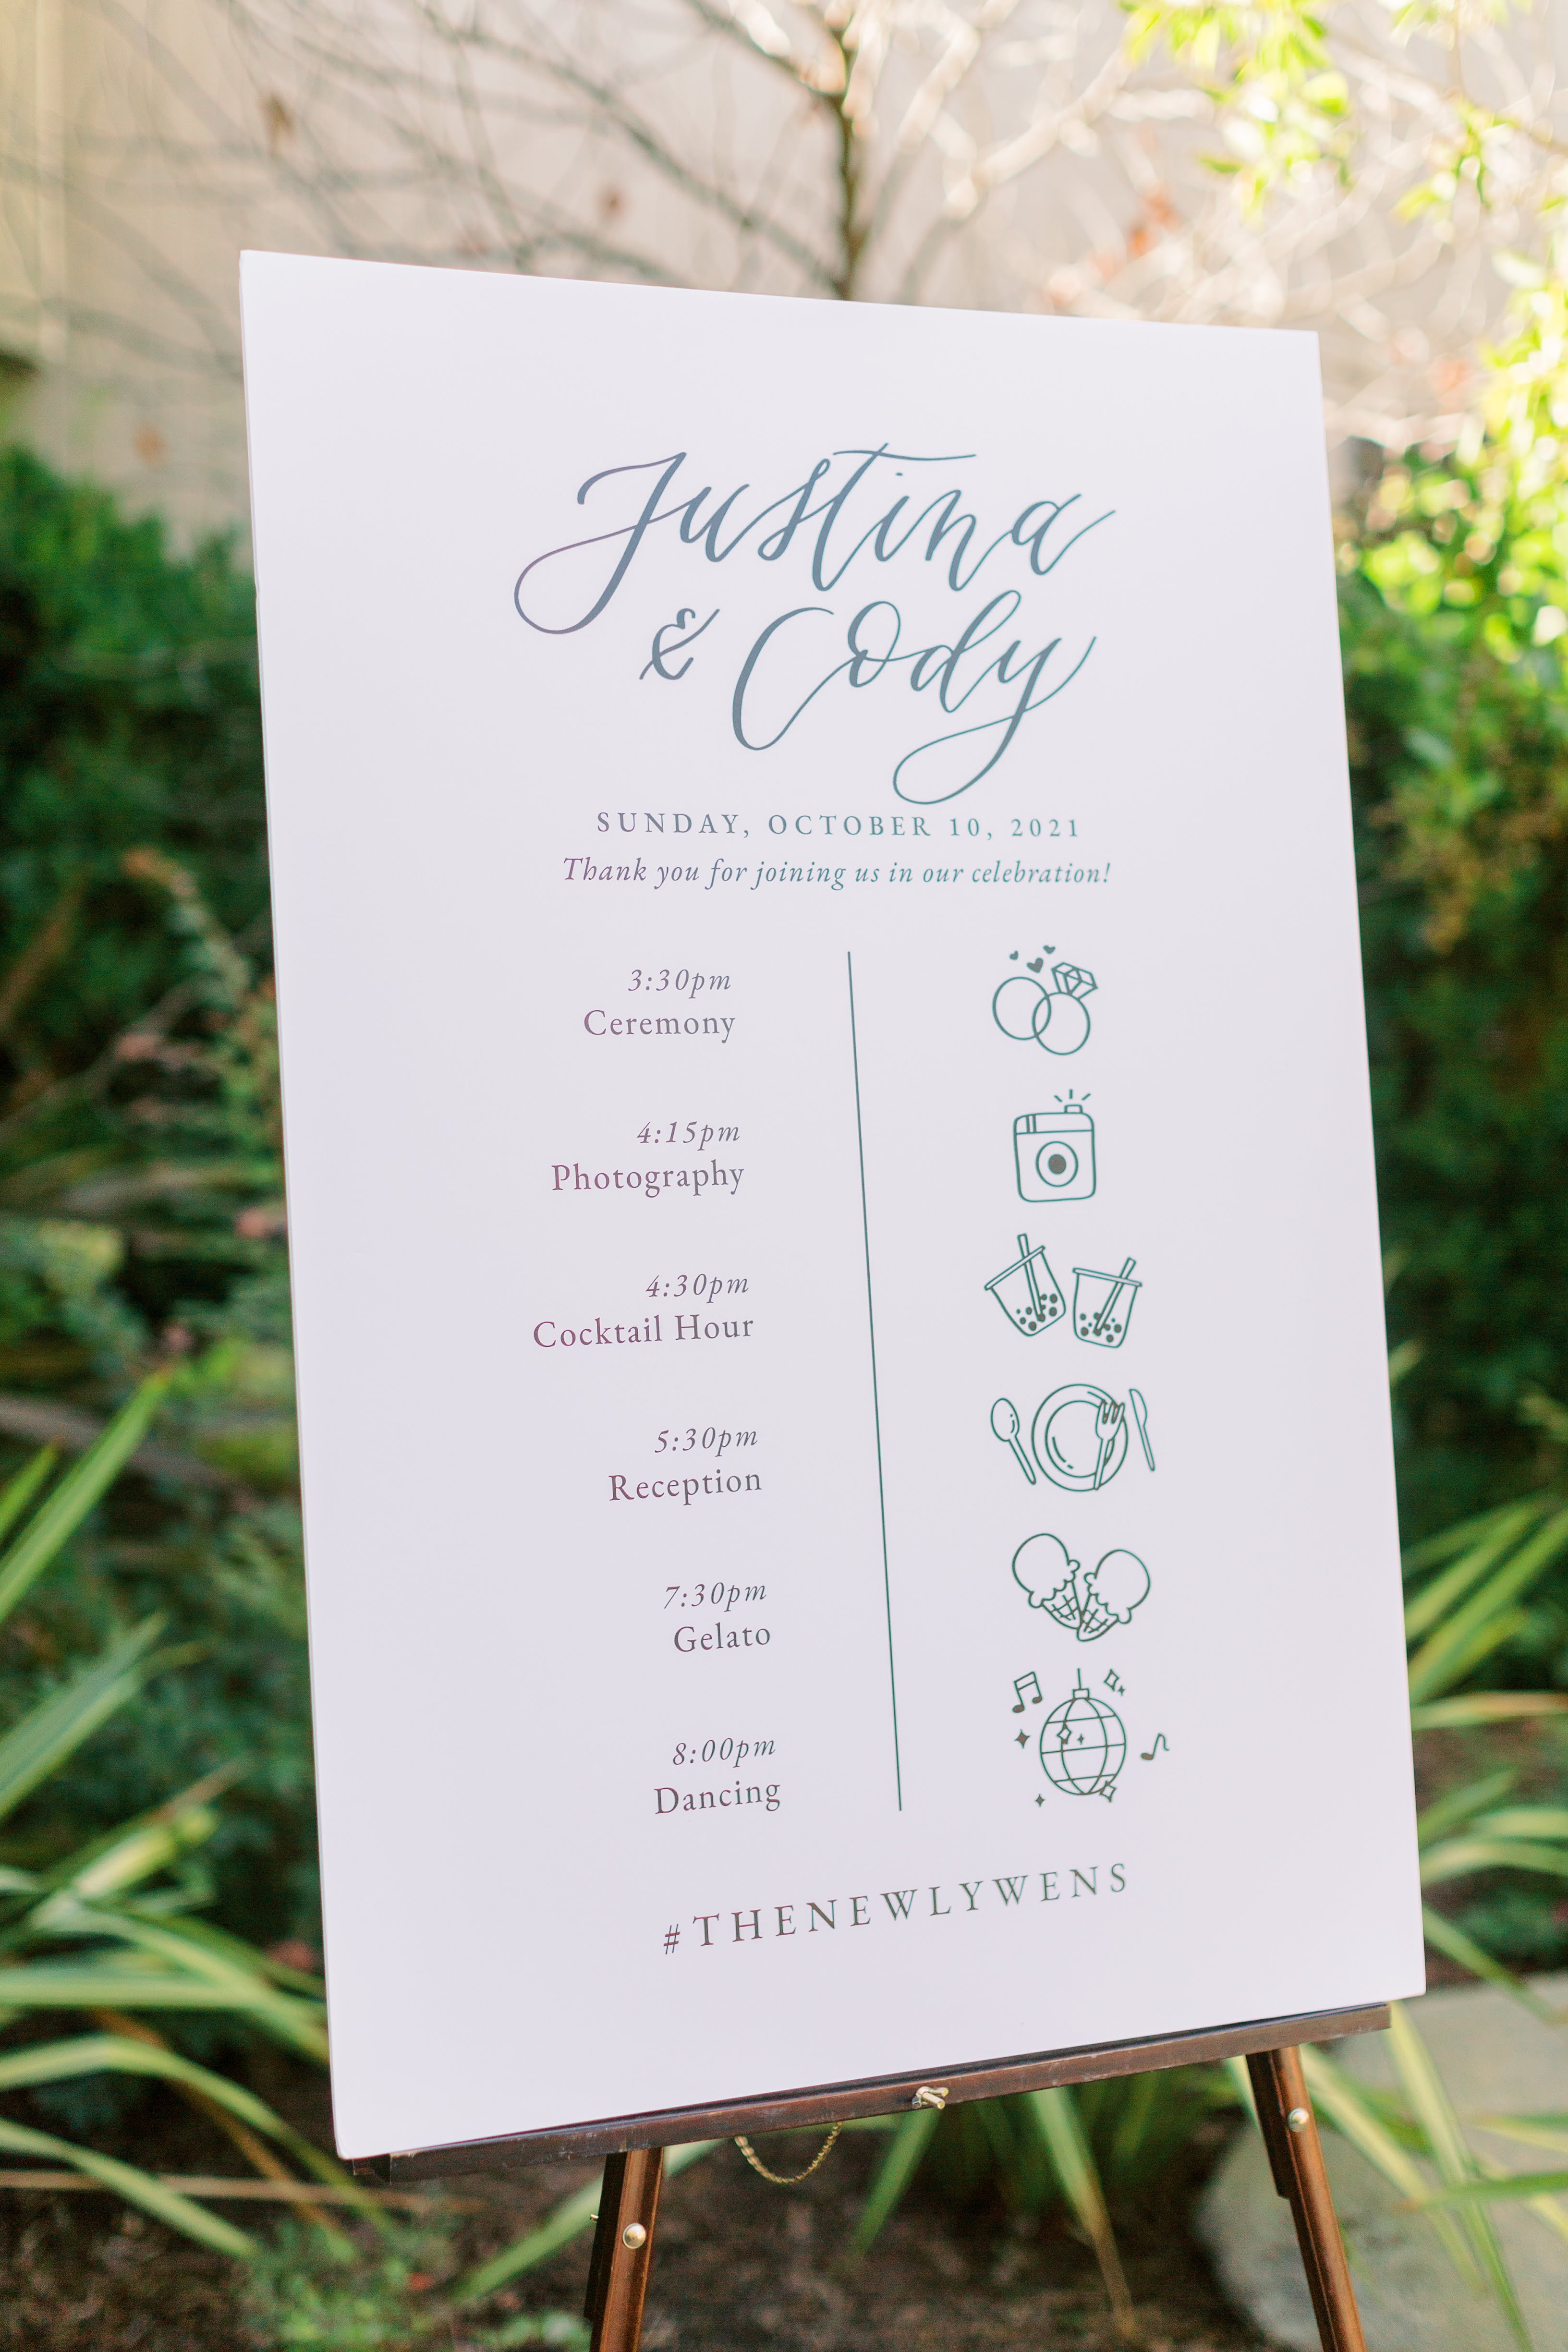 Justina
& Cody
SUNDAY, OCTOBER 10, 2021
Thank you for joining us in our celebration!
3:30pm
Ceremony
4:15pm
Photography
4:30pm
Cocktail Hour
5:30pm
Reception
7:30pm
Gelato
8:00pm
Dancing
#THENEWLYWENS